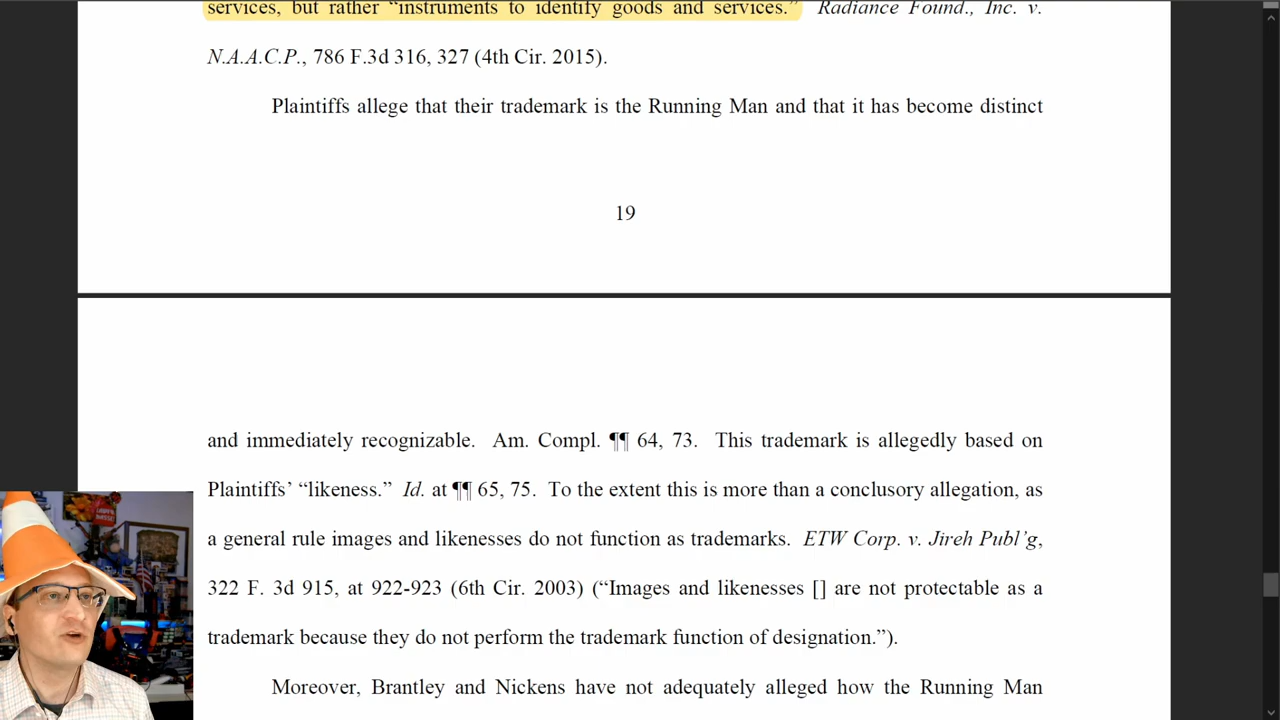 services, but rather “instruments to identify goods and services.” Radiance Found., Inc. v.
N.A.A.C.P., 786 F.3d 316, 327 (4th Cir. 2015).
Plaintiffs allege that their trademark is the Running Man and that it has become distinct
19
and immediately recognizable. Am. Compl. ¶¶ 64, 73. This trademark is allegedly based on
Plaintiffs’ “likeness.” Id. at ¶¶ 65, 75. To the extent this is more than a conclusory allegation, as
a general rule images and likenesses do not function as trademarks. ETW Corp. v. Jireh Publ’g,
322 F. 3d 915, at 922-923 (6th Cir. 2003) (“Images and likenesses [] are not protectable as a
trademark because they do not perform the trademark function of designation.”).
Moreover, Brantley and Nickens have not adequately alleged how the Running Man